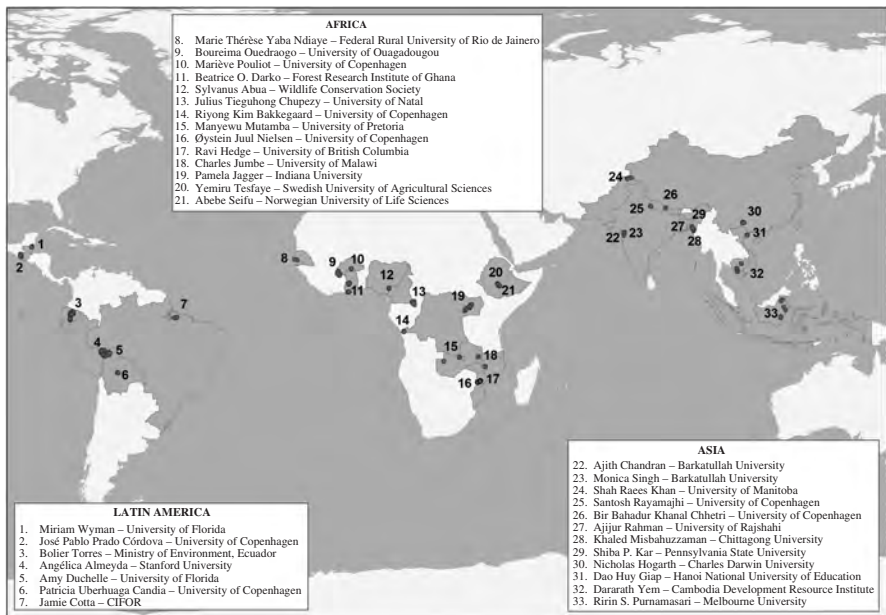 AFRICA
8. Marie Thérèse Yaba Ndiaye – Federal Rural University of Rio de Jainero
9. Boureima Ouedraogo – University of Ouagadougou
10. Mariève Pouliot – University of Copenhagen
11. Beatrice O. Darko – Forest Research Institute of Ghana
12. Sylvanus Abua – Wildlife Conservation Society
13. Julius Tieguhong Chupezy – University of Natal
14. Riyong Kim Bakkegaard – University of Copenhagen
15. Manyewu Mutamba – University of Pretoria
16. Øystein Juul Nielsen – University of Copenhagen
17. Ravi Hedge – University of British Columbia
18. Charles Jumbe – University of Malawi
19. Pamela Jagger – Indiana University
20. Yemiru Tesfaye – Swedish University of Agricultural Sciences
21. Abebe Seifu – Norwegian University of Life Sciences
24
25
26
22
23
27
29
28
30
31
32
33
1
2
3
4
5
6
7
8
9
10
11
12
13
14
15
16
17
18
19
20
21
LATIN AMERICA
1. Miriam Wyman – University of Florida
2. José Pablo Prado Córdova – University of Copenhagen
3. Bolier Torres – Ministry of Environment, Ecuador
4. Angélica Almeyda – Stanford University
5. Amy Duchelle – University of Florida
6. Patricia Uberhuaga Candia – University of Copenhagen
7. Jamie Cotta – CIFOR
ASIA
22. Ajith Chandran – Barkatullah University
23. Monica Singh – Barkatullah University
24. Shah Raees Khan – University of Manitoba
25. Santosh Rayamajhi – University of Copenhagen
26. Bir Bahadur Khanal Chhetri – University of Copenhagen
27. Ajijur Rahman – University of Rajshahi
28. Khaled Misbahuzzaman – Chittagong University
29. Shiba P. Kar – Pennsylvania State University
30. Nicholas Hogarth – Charles Darwin University
31. Dao Huy Giap – Hanoi National University of Education
32. Dararath Yem – Cambodia Development Resource Institute
33. Ririn S. Purnamasari – Melbourne University